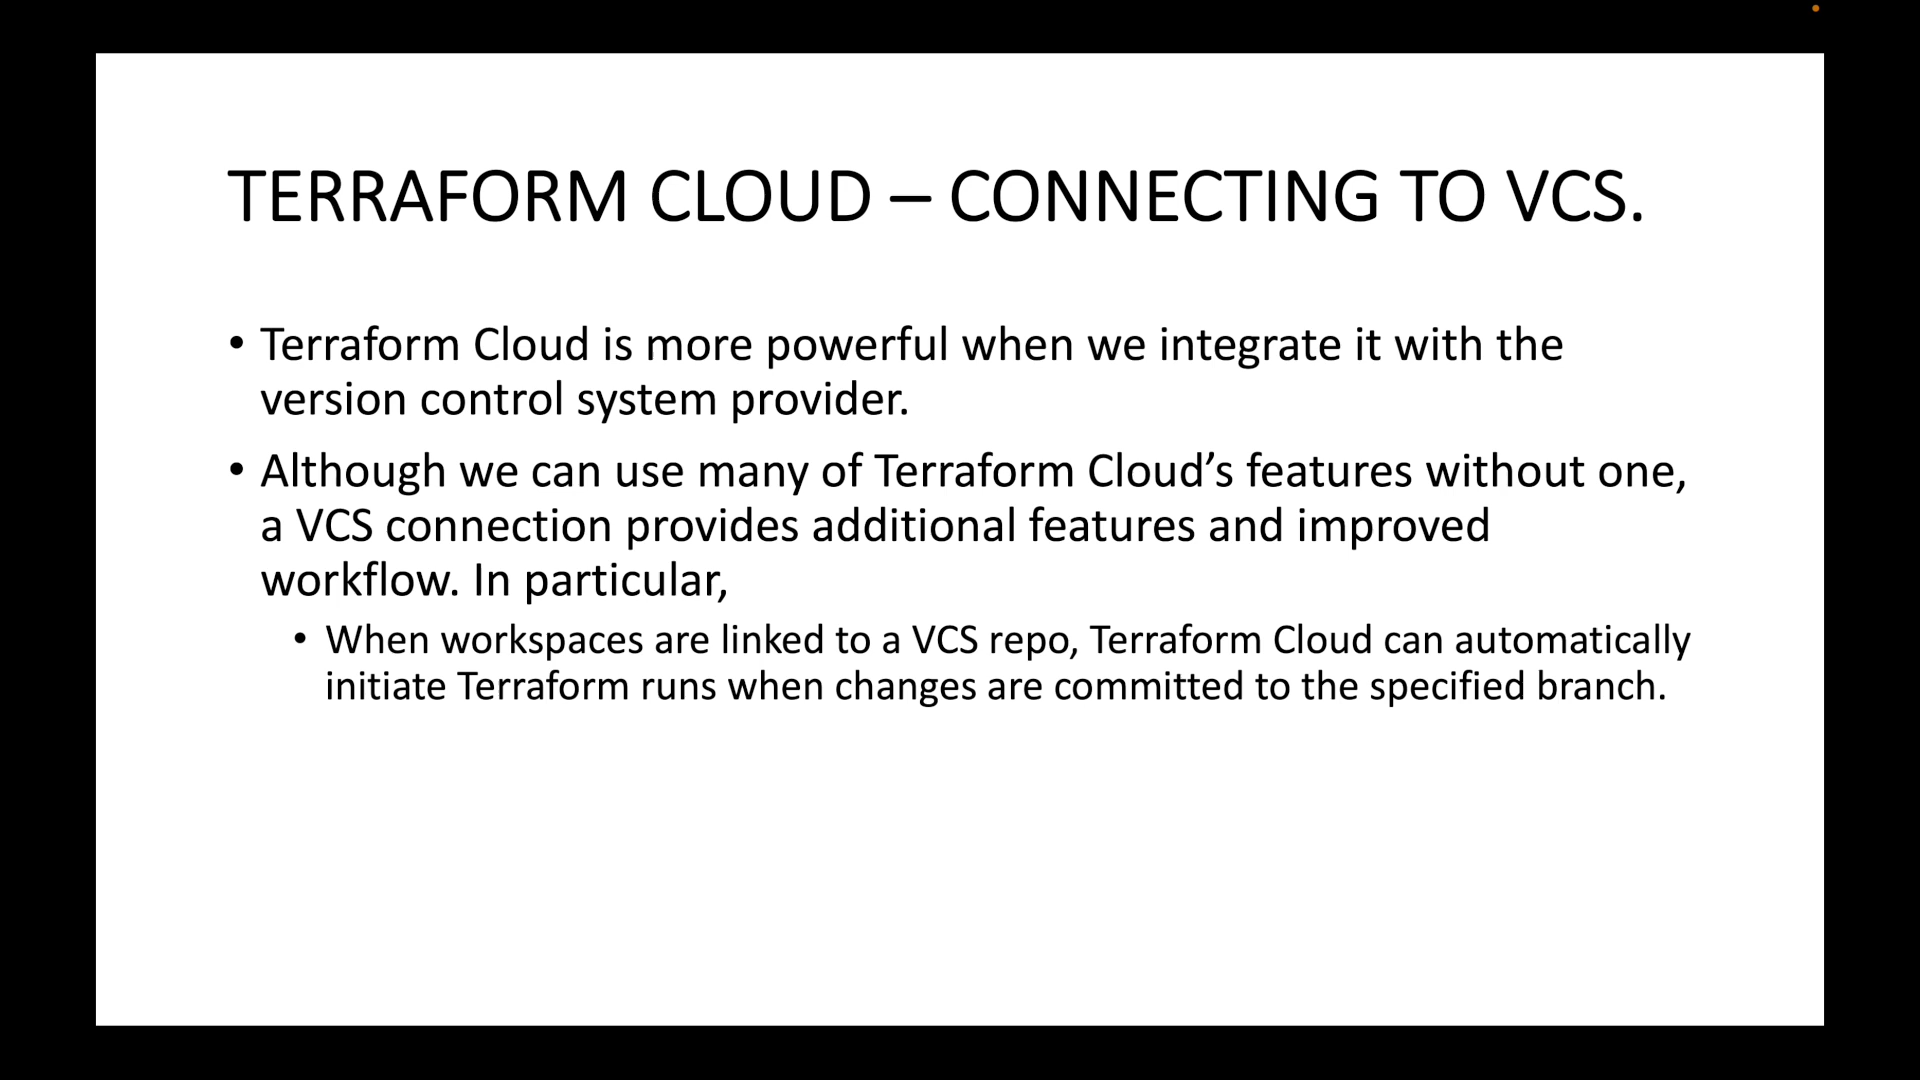 TERRAFORM CLOUD – CONNECTING TO VCS.
• Terraform Cloud is more powerful when we integrate it with the
version control system provider.
• Although we can use many of Terraform Cloud’s features without one,
a VCS connection provides additional features and improved
workflow. In particular,
• When workspaces are linked to a VCS repo, Terraform Cloud can automatically
initiate Terraform runs when changes are committed to the specified branch.